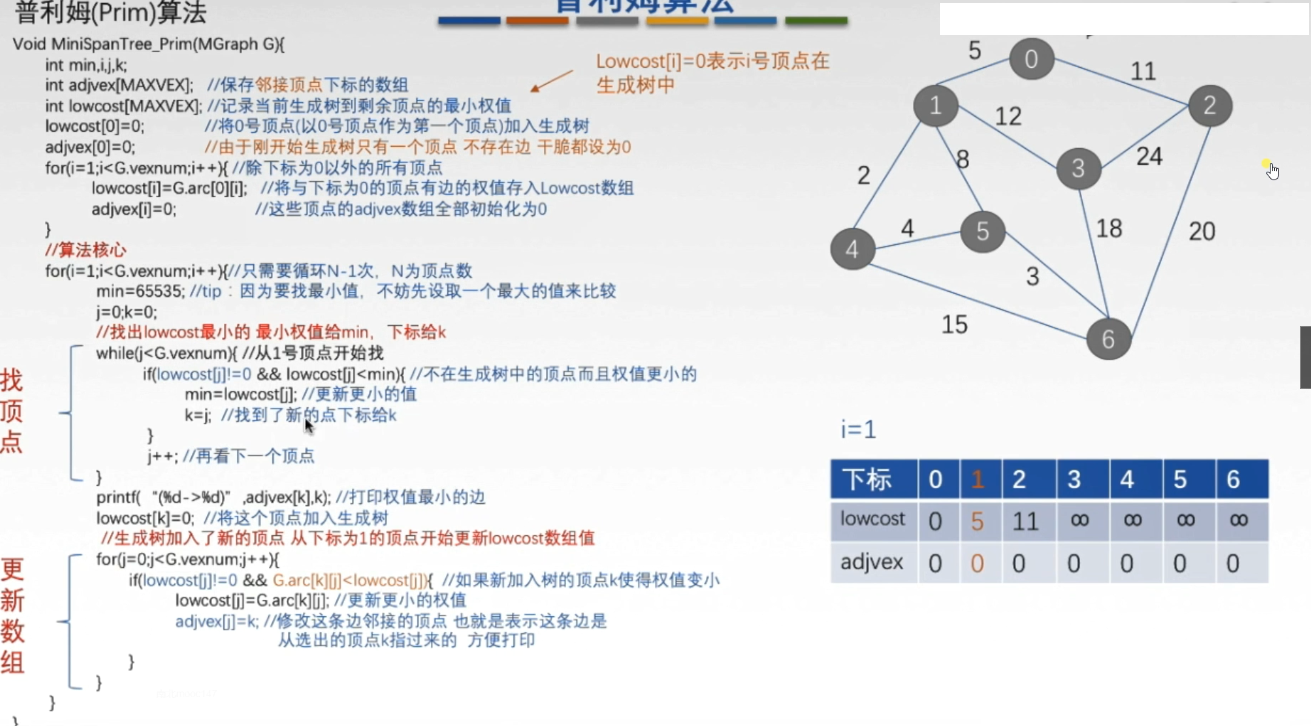 普利姆(Prim)算法
普利姆算法
Void MiniSpanTree_Prim(MGraph G){
int min,i,j,k;
int adjvex[MAXVEX]; //保存邻接顶点下标的数组
int lowcost[MAXVEX]; //记录当前生成树到剩余顶点的最小权值
lowcost[0]=0; //将0号顶点(以0号顶点作为第一个顶点)加入生成树
adjvex[0]=0; //由于刚开始生成树只有一个顶点 不存在边 干脆都设为0
for(i=1;i<G.vexnum;i++){ //除下标为0以外的所有顶点
lowcost[i]=G.arc[0][i]; //将与下标为0的顶点有边的权值存入Lowcost数组
adjvex[i]=0; //这些顶点的adjvex数组全部初始化为0
}
//算法核心
for(i=1;i<G.vexnum;i++){//只需要循环N-1次，N为顶点数
min=65535; //tip：因为要找最小值，不妨先设取一个最大的值来比较
j=0;k=0;
//找出lowcost最小的 最小权值给min，下标给k
while(j<G.vexnum){ //从1号顶点开始找
if(lowcost[j]!=0 && lowcost[j]<min){ //不在生成树中的顶点而且权值更小的
min=lowcost[j]; //更新更小的值
k=j; //找到了新的点下标给k
}
j++; //再看下一个顶点
}
printf( “(%d->%d)” ,adjvex[k],k); //打印权值最小的边
lowcost[k]=0; //将这个顶点加入生成树
//生成树加入了新的顶点 从下标为1的顶点开始更新lowcost数组值
for(j=0;j<G.vexnum;j++){
if(lowcost[j]!=0 && G.arc[k][j]<lowcost[j]){ //如果新加入树的顶点k使得权值变小
lowcost[j]=G.arc[k][j]; //更新更小的权值
adjvex[j]=k; //修改这条边邻接的顶点 也就是表示这条边是
从选出的顶点k指过来的 方便打印
}
}
}
}
找
顶
点
更
新
数
组
Lowcost[i]=0表示i号顶点在
生成树中
5
0
11
1
12
2
8
3
24
2
4
4
5
18
20
3
15
6
i=1
下标 0 1 2 3 4 5 6
lowcost 0 5 11 ∞ ∞ ∞ ∞
adjvex 0 0 0 0 0 0 0